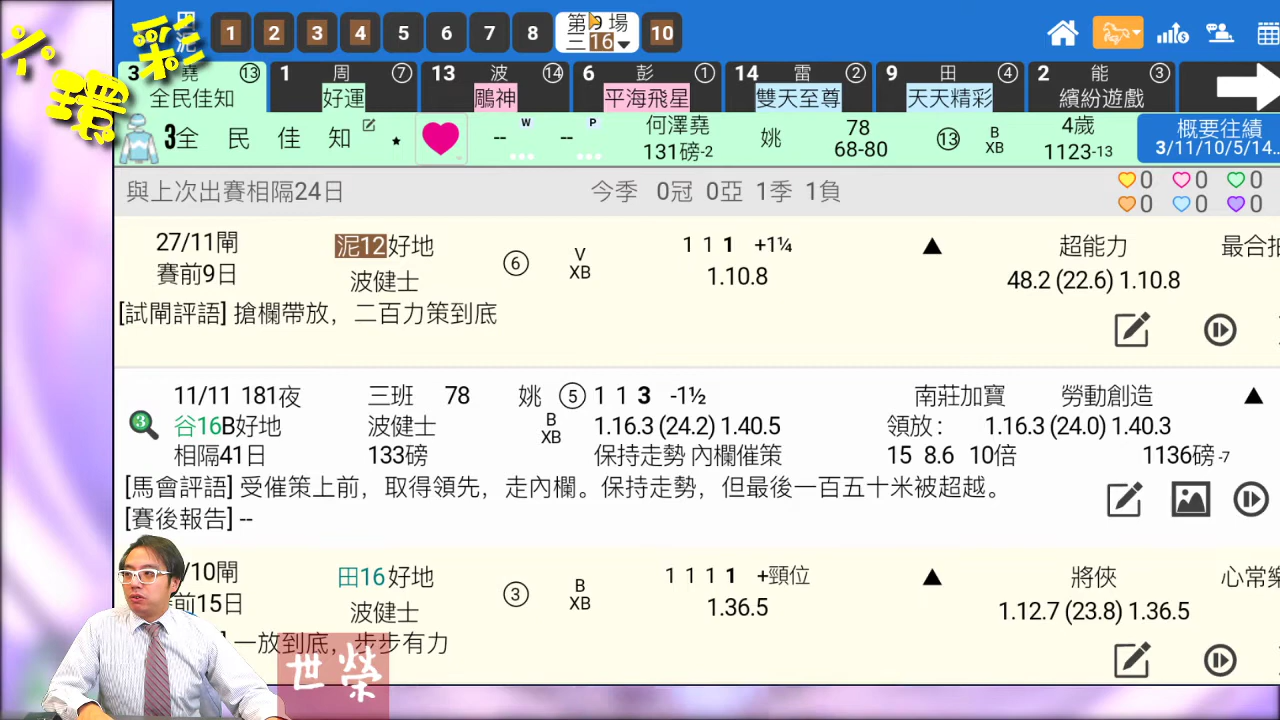 六環彩
1 2 3 4 5 6 7 8 第9場 三16 10
3 堯 ⑬ 全民佳知
1 周 ⑦ 好運
13 波 ⑭ 鵰神
6 彭 ① 平海飛星
14 雷 ② 雙天至尊
9 田 ④ 天天精彩
2 能 ③ 繽紛遊戲
3全民佳知 ★ -- W -- P 何澤堯 131磅-2 姚 78 68-80 ⑬ B XB 4歲 1123-13 概要往績 3/11/10/5/14..
與上次出賽相隔24日 今季 0冠 0亞 1季 1負 0 0 0
0 0 0
27/11閘 泥12好地 ⑥ V 1 1 1 +1¼ ▲ 超能力
賽前9日 波健士 XB 1.10.8 48.2 (22.6) 1.10.8
[試閘評語] 搶欄帶放，二百力策到底
11/11 181夜 三班 78 姚 ⑤ 1 1 3 -1½ 南莊加寶 勞動創造 ▲
3 谷16B好地 波健士 B 1.16.3 (24.2) 1.40.5 領放： 1.16.3 (24.0) 1.40.3
相隔41日 133磅 XB 保持走勢 內欄催策 15 8.6 10倍 1136磅-7
[馬會評語] 受催策上前，取得領先，走內欄。保持走勢，但最後一百五十米被超越。
[賽後報告] --
/10閘 田16好地 ③ B 1 1 1 1 +頸位 ▲ 將俠
前15日 波健士 XB 1.36.5 1.12.7 (23.8) 1.36.5
] 一放到底，步步有力
世榮